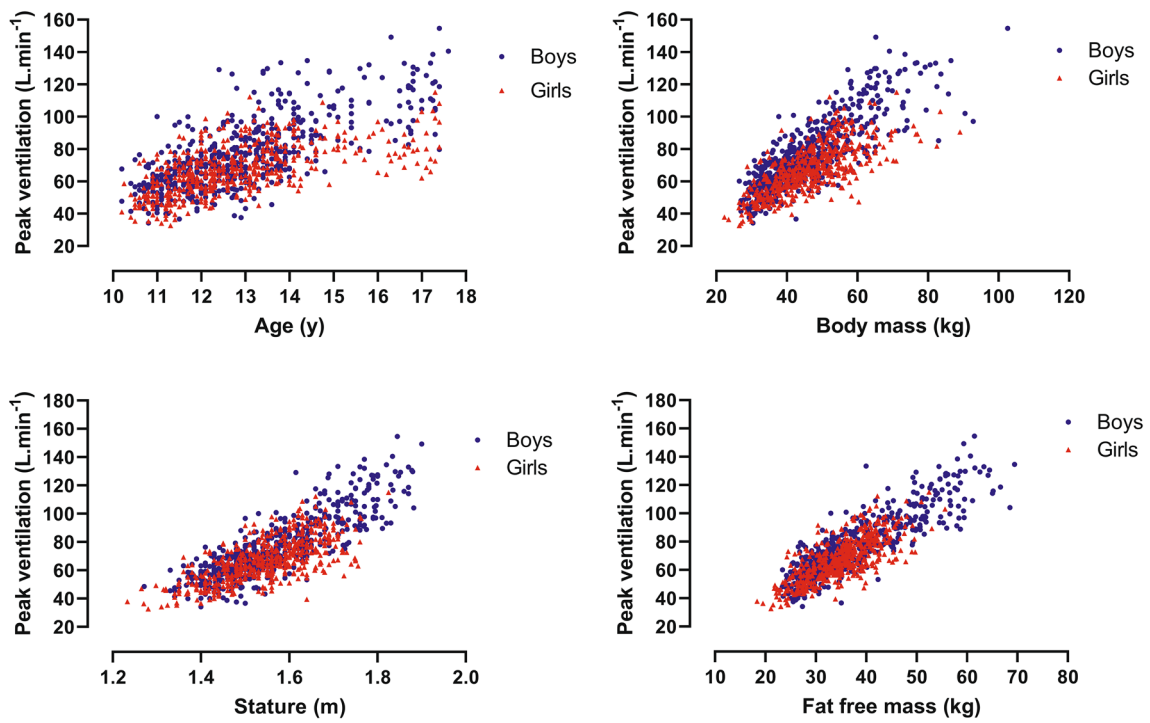 160
140
120
100
80
60
40
20
Peak ventilation (L.min-1)
10 11 12 13 14 15 16 17 18
Age (y)
Boys
Girls
160
140
120
100
80
60
40
20
Peak ventilation (L.min-1)
20 40 60 80 100 120
Body mass (kg)
Boys
Girls
180
160
140
120
100
80
60
40
20
Peak ventilation (L.min-1)
1.2 1.4 1.6 1.8 2.0
Stature (m)
Boys
Girls
180
160
140
120
100
80
60
40
20
Peak ventilation (L.min-1)
10 20 30 40 50 60 70 80
Fat free mass (kg)
Boys
Girls